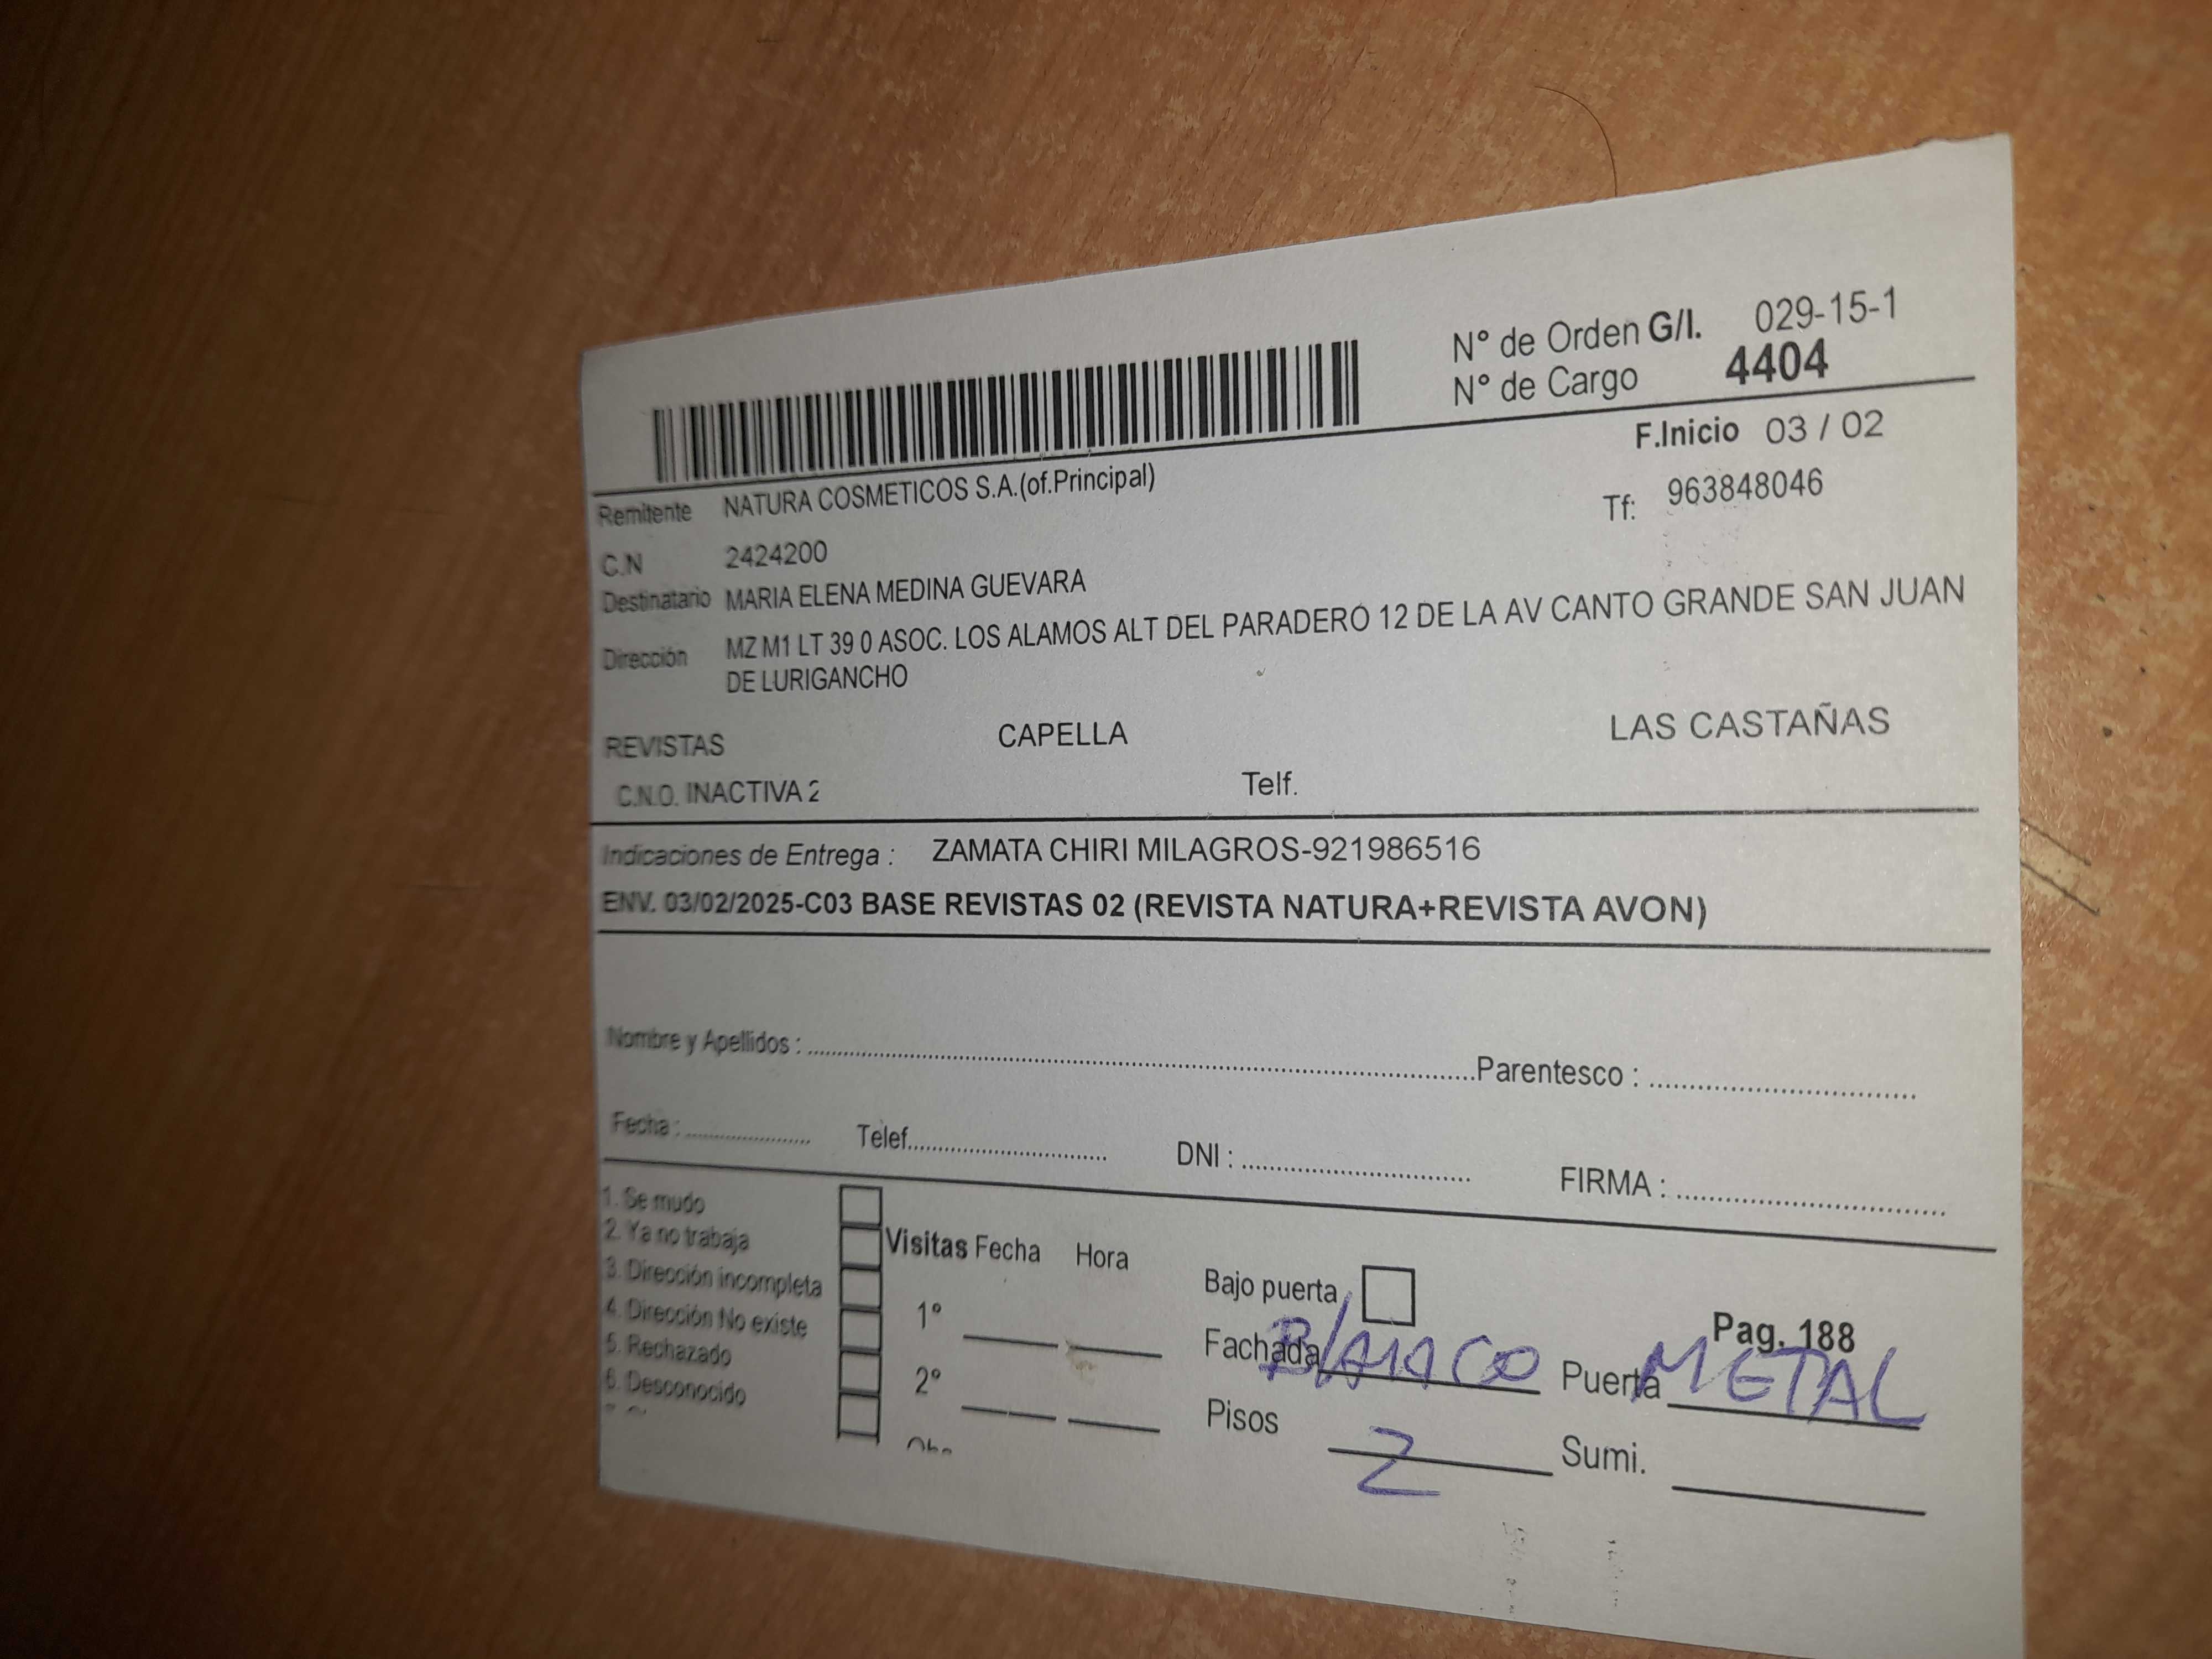 N° de Orden G/I. 029-15-1
N° de Cargo 4404
F.Inicio 03 / 02
Remitente NATURA COSMETICOS S.A.(of.Principal)
Tf: 963848046
C.N 2424200
Destinatario MARIA ELENA MEDINA GUEVARA
Dirección MZ M1 LT 39 0 ASOC. LOS ALAMOS ALT DEL PARADERO 12 DE LA AV CANTO GRANDE SAN JUAN
DE LURIGANCHO
REVISTAS CAPELLA LAS CASTAÑAS
C.N.O. INACTIVA 2 Telf.
Indicaciones de Entrega : ZAMATA CHIRI MILAGROS-921986516
ENV. 03/02/2025-C03 BASE REVISTAS 02 (REVISTA NATURA+REVISTA AVON)
Nombre y Apellidos : Parentesco :
Fecha : Telef. DNI : FIRMA :
1. Se mudo
2. Ya no trabaja
3. Dirección incompleta
4. Dirección No existe
5. Rechazado
6. Desconocido
Visitas Fecha Hora
1°
2°
Bajo puerta
Pag. 188
Fachada BLANCO Puerta METAL
Pisos 2 Sumi.